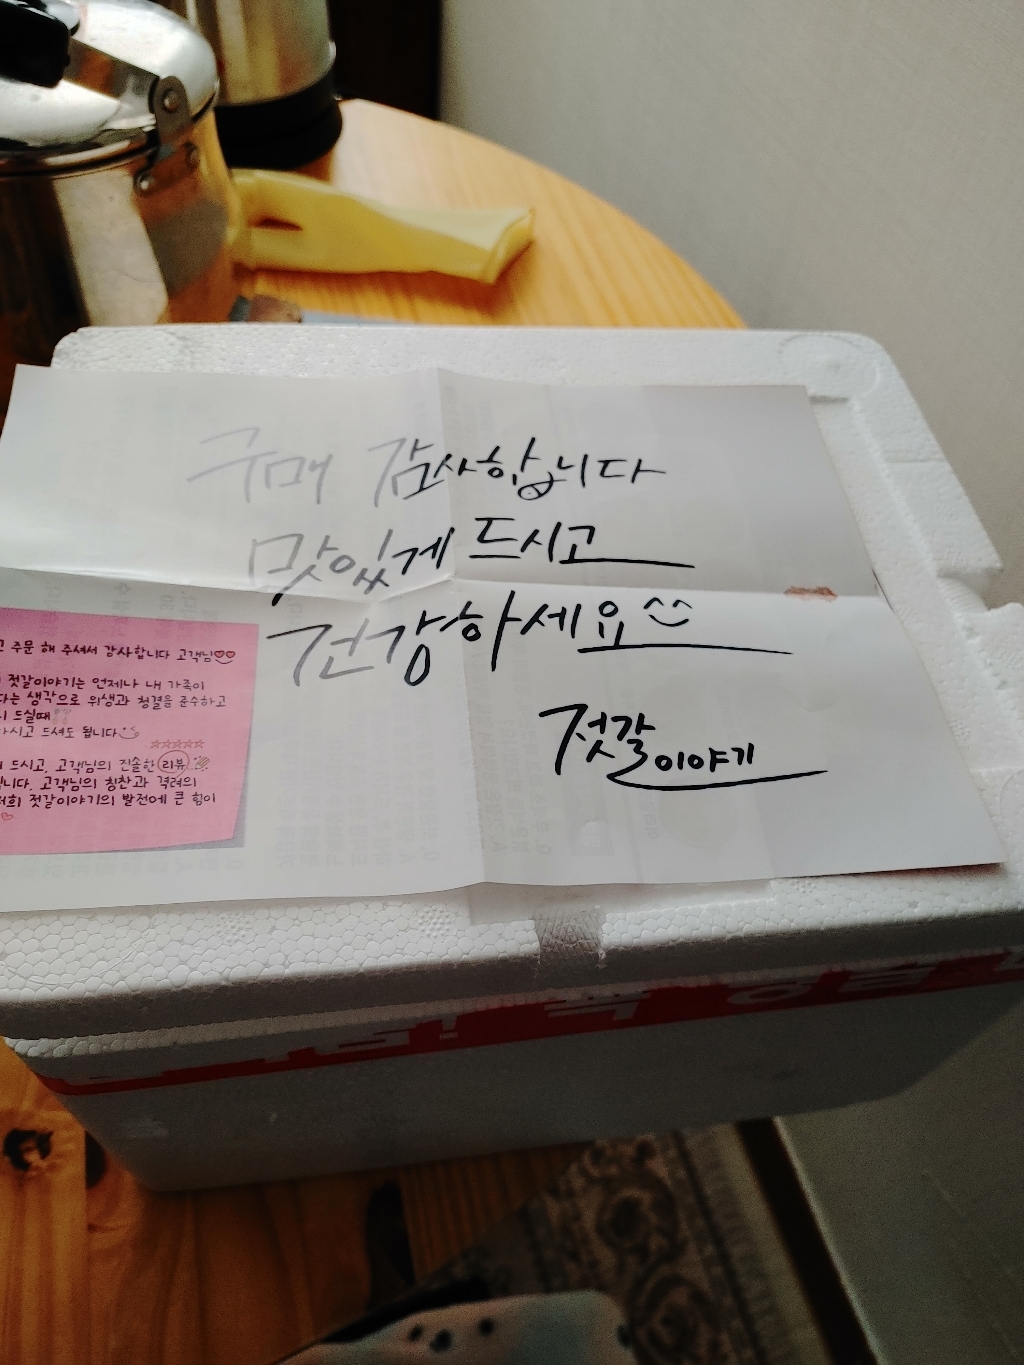 구매 감사합니다
맛있게 드시고
건강하세요^^
젓갈
이야기
주문 해 주셔서 감사합니다 고객님♡♡
젓갈이야기는 언제나 내 가족이
생각으로 위생과 청결을 준수하고
드실때
드셔도 됩니다
☆☆☆☆☆
드시고, 고객님의 진솔한 리뷰
고객님의 칭찬과 격려의
젓갈이야기의 발전에 큰 힘이